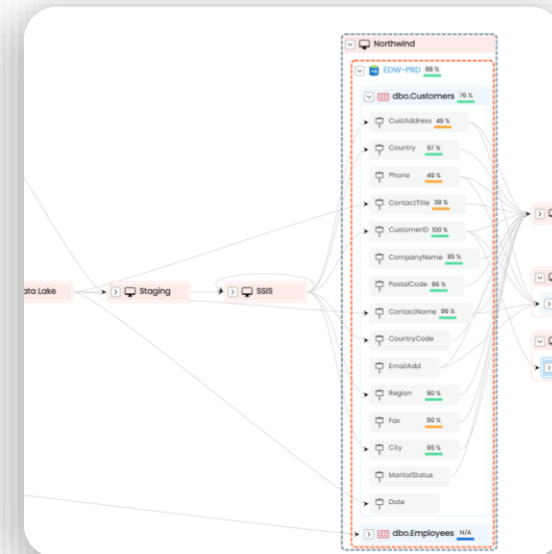 Northwind
EDW-PRD 86 %
dbo.Customers 76 %
CustAddress 49 %
Country 67 %
Phone 49 %
ContactTitle 39 %
CustomerID 100 %
CompanyName 95 %
PostalCode 86 %
ata Lake
Staging
SSIS
ContactName 99 %
CountryCode
EmailAdd
Region 90 %
Fax 50 %
City 95 %
MaritalStatus
Date
dbo.Employees N/A